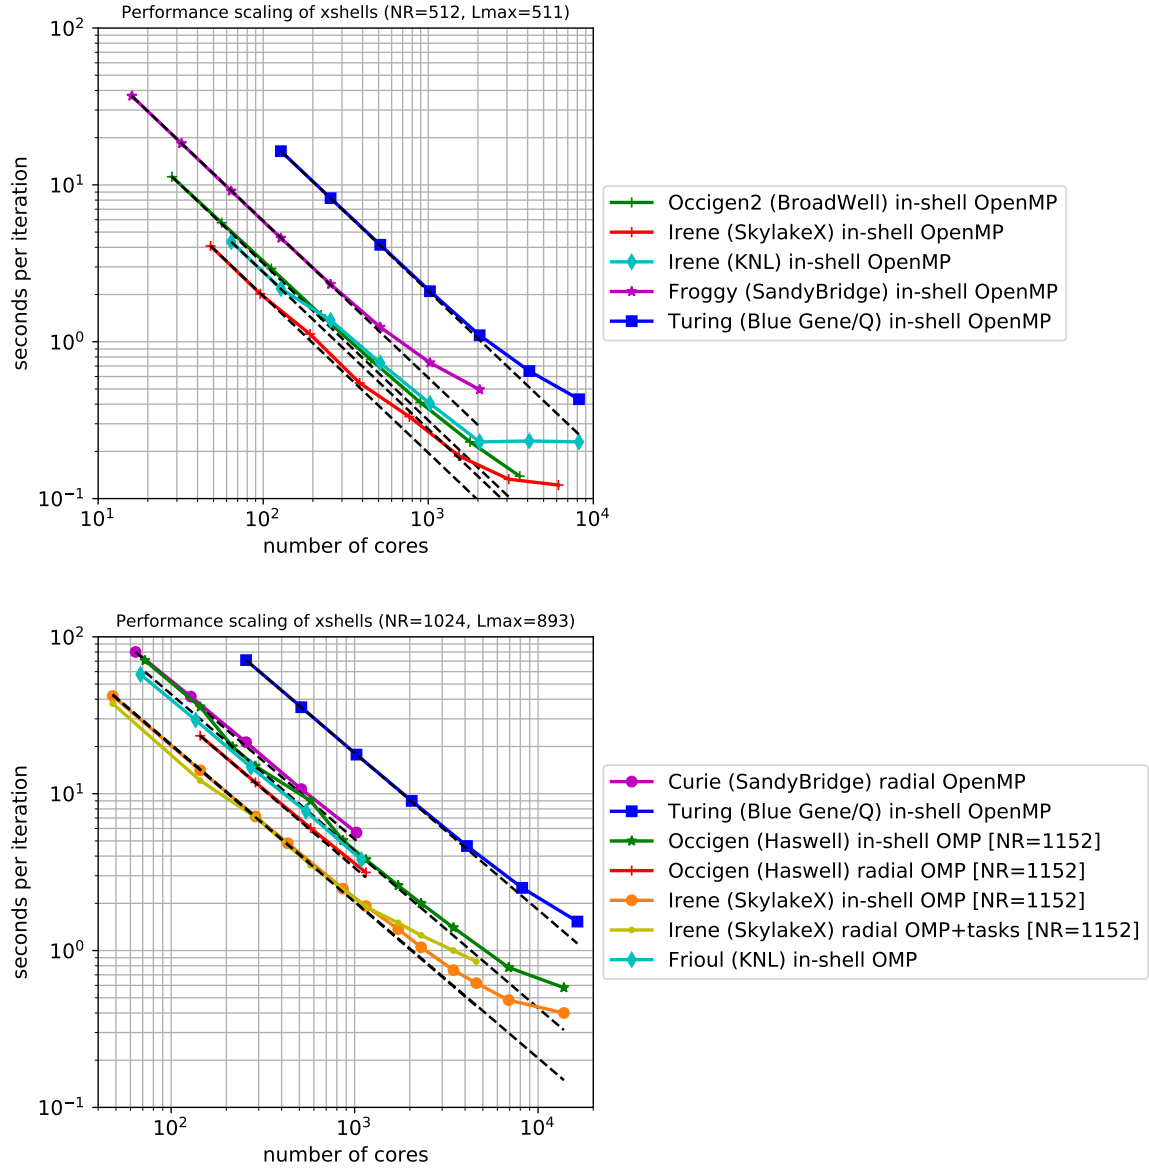 Performance scaling of xshells (NR=512, Lmax=511)
10²
10¹
10⁰
10⁻¹
seconds per iteration
10¹ 10² 10³ 10⁴
number of cores
Occigen2 (BroadWell) in-shell OpenMP
Irene (SkylakeX) in-shell OpenMP
Irene (KNL) in-shell OpenMP
Froggy (SandyBridge) in-shell OpenMP
Turing (Blue Gene/Q) in-shell OpenMP
Performance scaling of xshells (NR=1024, Lmax=893)
10²
10¹
10⁰
10⁻¹
seconds per iteration
10² 10³ 10⁴
number of cores
Curie (SandyBridge) radial OpenMP
Turing (Blue Gene/Q) in-shell OpenMP
Occigen (Haswell) in-shell OMP [NR=1152]
Occigen (Haswell) radial OMP [NR=1152]
Irene (SkylakeX) in-shell OMP [NR=1152]
Irene (SkylakeX) radial OMP+tasks [NR=1152]
Frioul (KNL) in-shell OMP